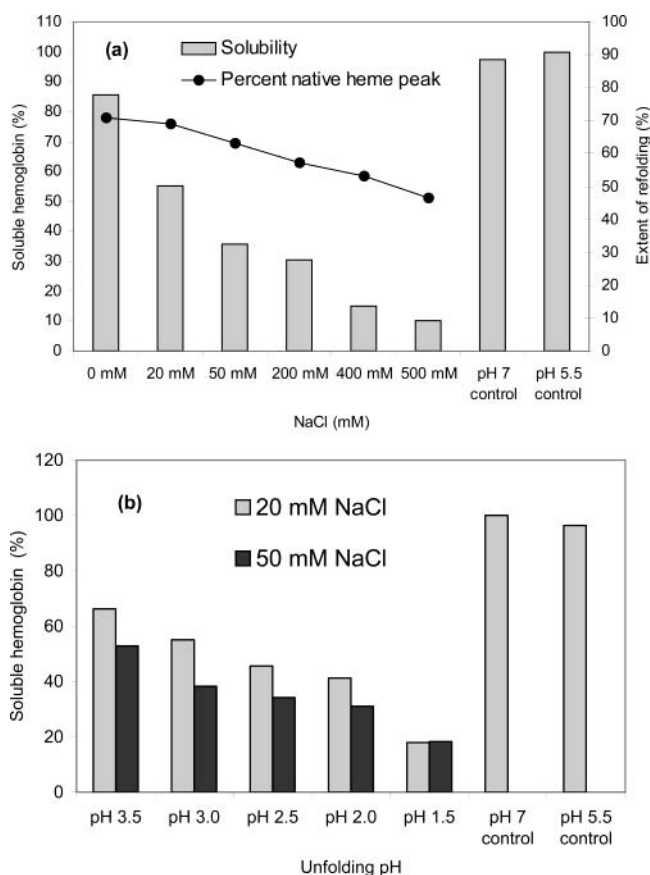 (a)
Solubility
Percent native heme peak
110
100
90
80
70
60
50
40
30
20
10
0
Soluble hemoglobin (%)
100
90
80
70
60
50
40
30
20
10
0
Extent of refolding (%)
0 mM 20 mM 50 mM 200 mM 400 mM 500 mM pH 7 pH 5.5
control control
NaCl (mM)
(b)
20 mM NaCl
50 mM NaCl
120
100
80
60
40
20
0
Soluble hemoglobin (%)
pH 3.5 pH 3.0 pH 2.5 pH 2.0 pH 1.5 pH 7 pH 5.5
control control
Unfolding pH